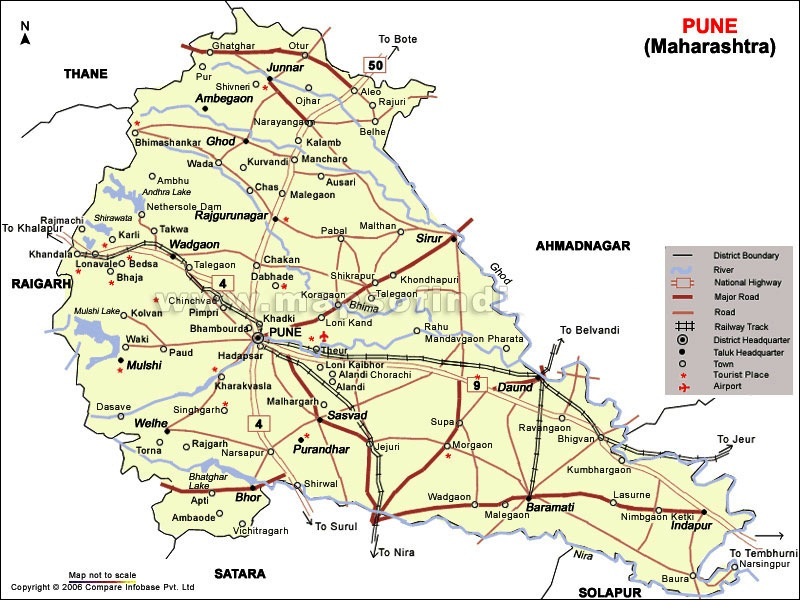 N
PUNE
(Maharashtra)
To Bote
50
THANE
Ghatghar
Otur
Pur
Junnar
Shivneri
Ojhar
Aleo
Rajuri
Ambegaon
Narayangaon
Belhe
Bhimashankar
Ghod
Kalamb
Wada
Kurvandi
Mancharo
Ambhu
Andhra Lake
Chas
Malegaon
Ausari
Nethersole Dam
Shirawata
Rajgurunagar
To Khalapur
Rajmachi
Karli
Takwa
Pabal
Malthan
Sirur
Wadgaon
Khandala
Lonavale
Bedsa
Bhaja
Talegaon
Chakan
Dabhade
AHMADNAGAR
Ghod
RAIGARH
4
Shikrapur
Khondhapuri
Talegaon
Chinchvad
Pimpri
Koragaon
Bhima
www.mapsofindi
Mulshi Lake
Kolvan
Bhambourda
Khadki
PUNE
Loni Kand
Rahu
Mandavgaon Pharata
Waki
Paud
Hadapsar
Theur
To Belvandi
Mulshi
Kharakvasla
Loni Kaibhor
Alandi Chorachi
Alandi
9
Daund
Dasave
Singhgarh
Malhargarh
Sasvad
Welhe
4
Supa
Ravangaon
Bhigvan
To Jeur
Torna
Rajgarh
Narsapur
Purandhar
Jejuri
Morgaon
Kumbhargaon
Bhatghar
Lake
Bhor
Shirwal
Apti
Wadgaon
Malegaon
Baramati
Lasurne
Nimbgaon Ketki
Indapur
Ambaode
Vichitragarh
To Surul
To Nira
Nira
To Tembhurni
Narsingpur
Baura
SATARA
SOLAPUR
District Boundary
River
National Highway
Major Road
Road
Railway Track
District Headquarter
Taluk Headquarter
Town
Tourist Place
Airport
Map not to scale
Copyright © 2006 Compare Infobase Pvt. Ltd